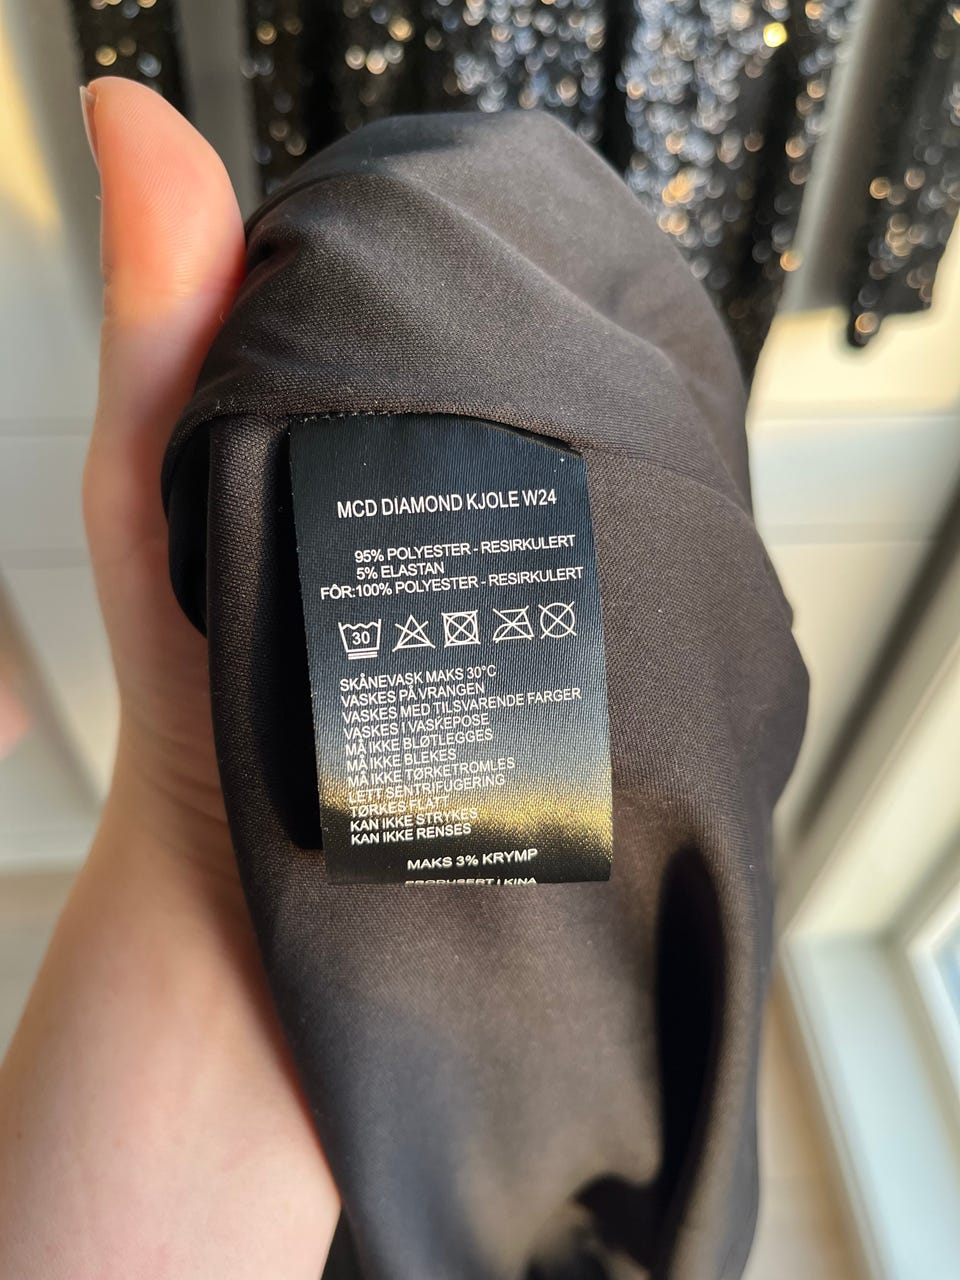 MCD DIAMOND KJOLE W24
95% POLYESTER - RESIRKULERT
5% ELASTAN
FÔR:100% POLYESTER - RESIRKULERT
30
SKÅNEVASK MAKS 30°C
VASKES PÅ VRANGEN
VASKES MED TILSVARENDE FARGER
VASKES I VASKEPOSE
MÅ IKKE BLØTLEGGES
MÅ IKKE BLEKES
MÅ IKKE TØRKETROMLES
LETT SENTRIFUGERING
TØRKES FLATT
KAN IKKE STRYKES
KAN IKKE RENSES
MAKS 3% KRYMP
PRODUSERT I KINA